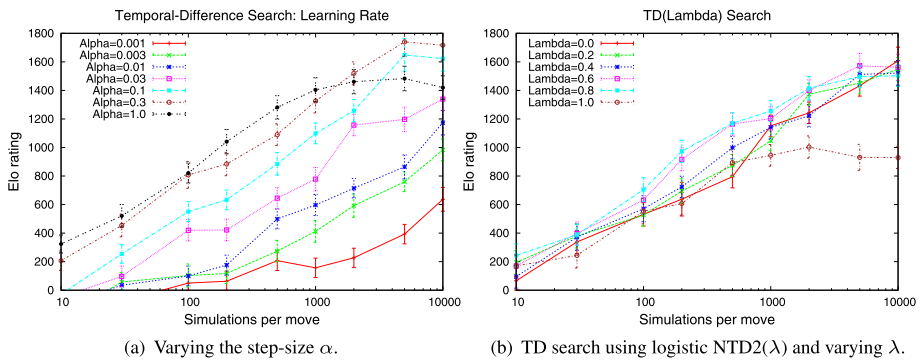 Temporal-Difference Search: Learning Rate
1800
1600
1400
1200
1000
800
600
400
200
0
Elo rating
Alpha=0.001
Alpha=0.003
Alpha=0.01
Alpha=0.03
Alpha=0.1
Alpha=0.3
Alpha=1.0
10
100
1000
10000
Simulations per move
(a) Varying the step-size α.
TD(Lambda) Search
1800
1600
1400
1200
1000
800
600
400
200
0
Elo rating
Lambda=0.0
Lambda=0.2
Lambda=0.4
Lambda=0.6
Lambda=0.8
Lambda=1.0
10
100
1000
10000
Simulations per move
(b) TD search using logistic NTD2(λ) and varying λ.